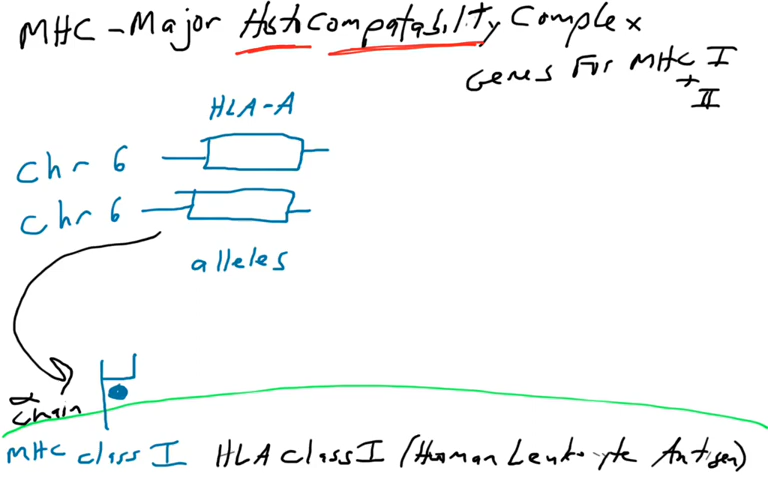 MHC - Major HistoCompatability Complex
Genes For MHC I
+
II
HLA-A
Chr 6
Chr 6
alleles
α
chain
MHC class I HLA class I (Human Leukocyte Antigen)